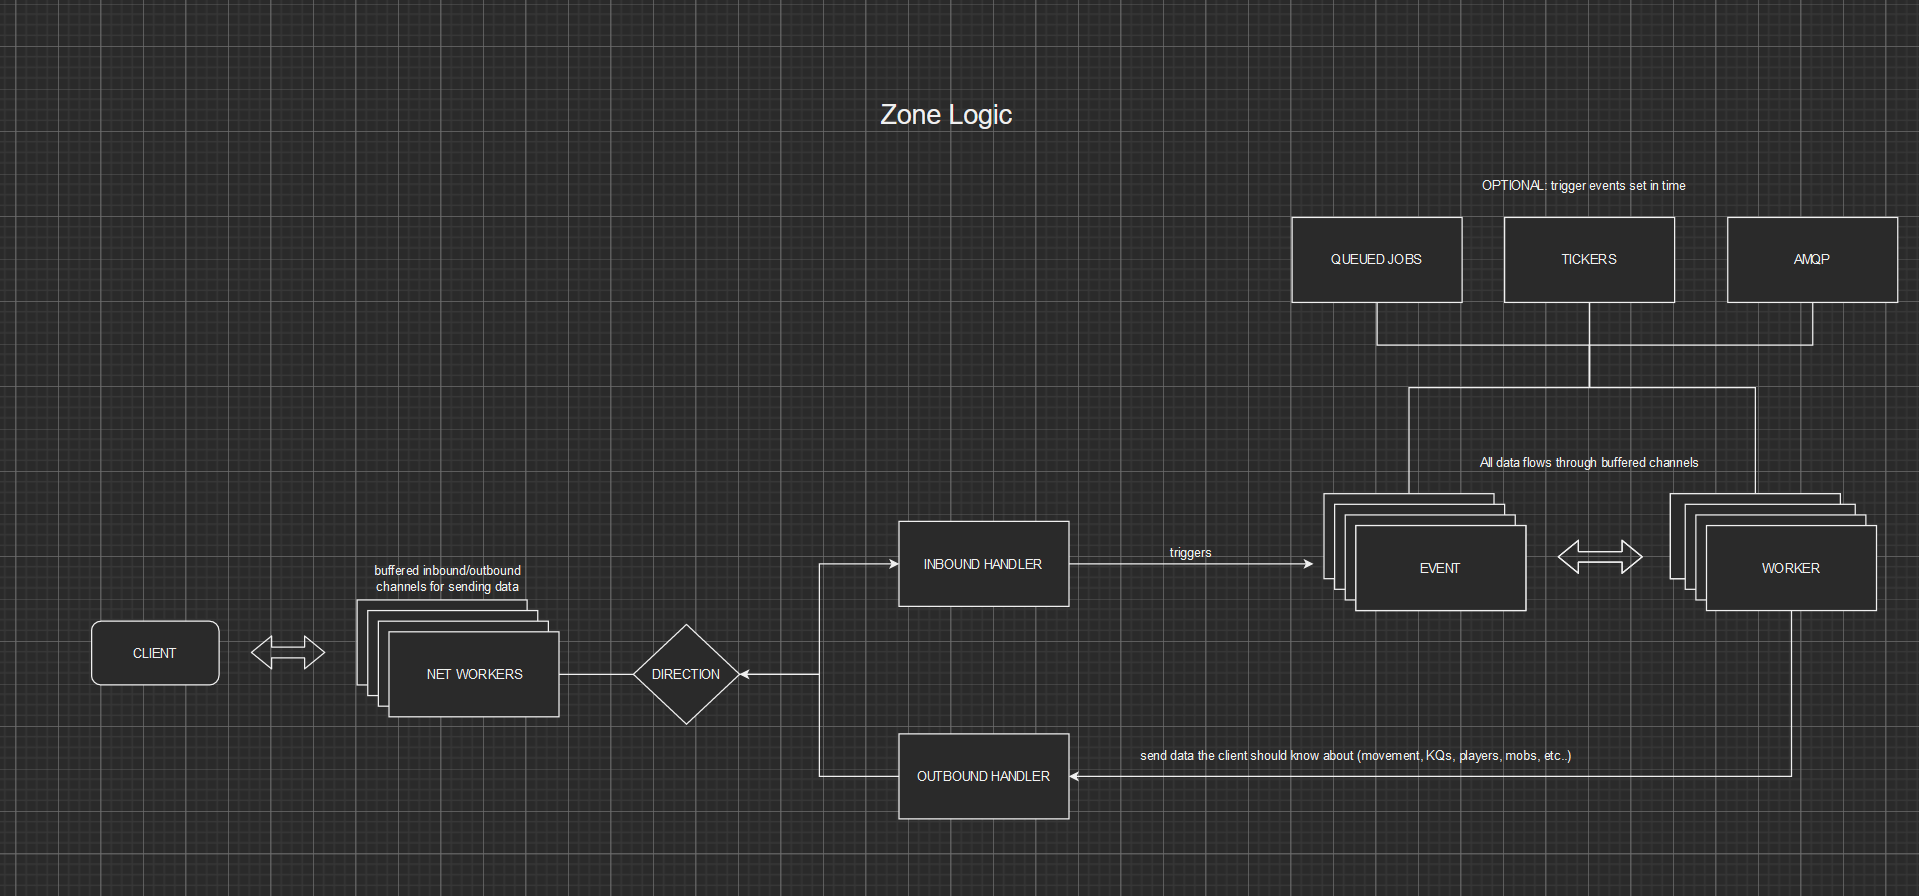 Zone Logic
OPTIONAL: trigger events set in time
QUEUED JOBS
TICKERS
AMQP
All data flows through buffered channels
INBOUND HANDLER
triggers
EVENT
WORKER
buffered inbound/outbound
channels for sending data
CLIENT
NET WORKERS
DIRECTION
send data the client should know about (movement, KQs, players, mobs, etc..)
OUTBOUND HANDLER